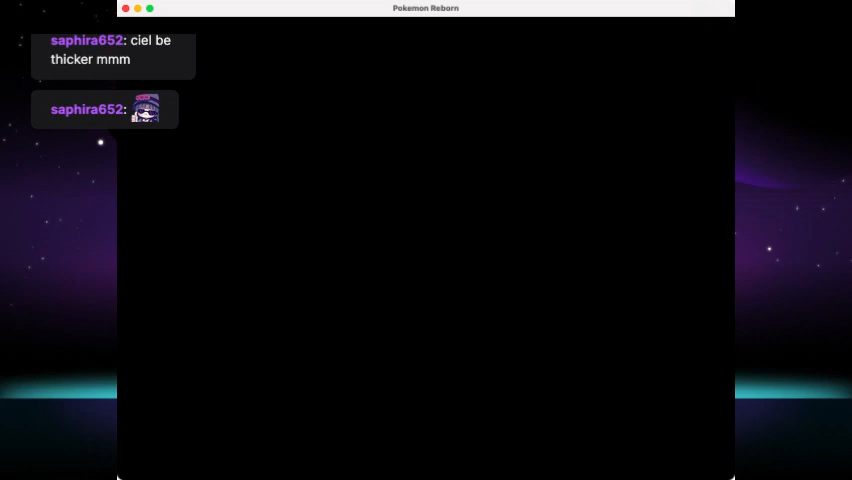 Pokemon Reborn
saphira652: ciel be
thicker mmm
saphira652: